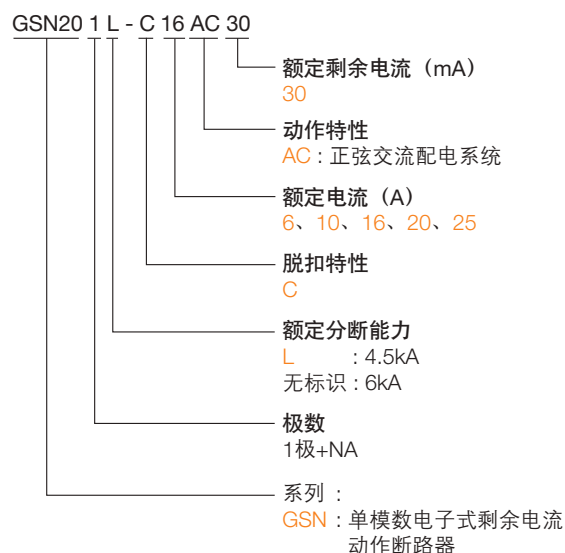 GSN20 1 L - C 16 AC 30
额定剩余电流（mA）
30
动作特性
AC : 正弦交流配电系统
额定电流（A）
6、10、16、20、25
脱扣特性
C
额定分断能力
L : 4.5kA
无标识 : 6kA
极数
1极+NA
系列 :
GSN : 单模数电子式剩余电流
动作断路器